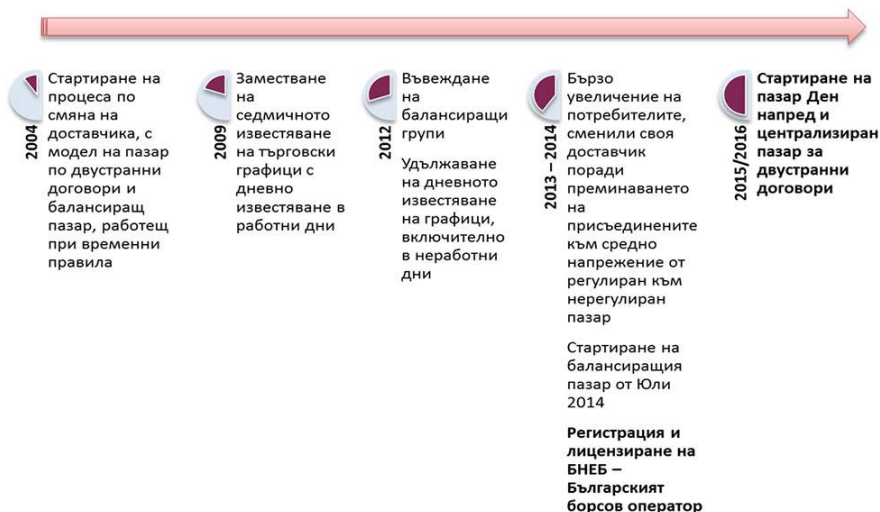 2004
Стартиране на
процеса по
смяна на
доставчика, с
модел на пазар
по двустранни
договори и
балансиращ
пазар, работещ
при временни
правила
2009
Заместване
на
седмичното
известяване
на търговски
графици с
дневно
известяване в
работни дни
2012
Въвеждане
на
балансиращи
групи
Удължаване
на дневното
известяване
на графици,
включително
в неработни
дни
2013 – 2014
Бързо
увеличение на
потребителите,
сменили своя
доставчик
поради
преминаването
на
присъединените
към средно
напрежение от
регулиран към
нерегулиран
пазар
Стартиране на
балансиращия
пазар от Юли
2014
Регистрация и
лицензиране на
БНЕБ –
Българският
борсов оператор
2015/2016
Стартиране на
пазар Ден
напред и
централизиран
пазар за
двустранни
договори